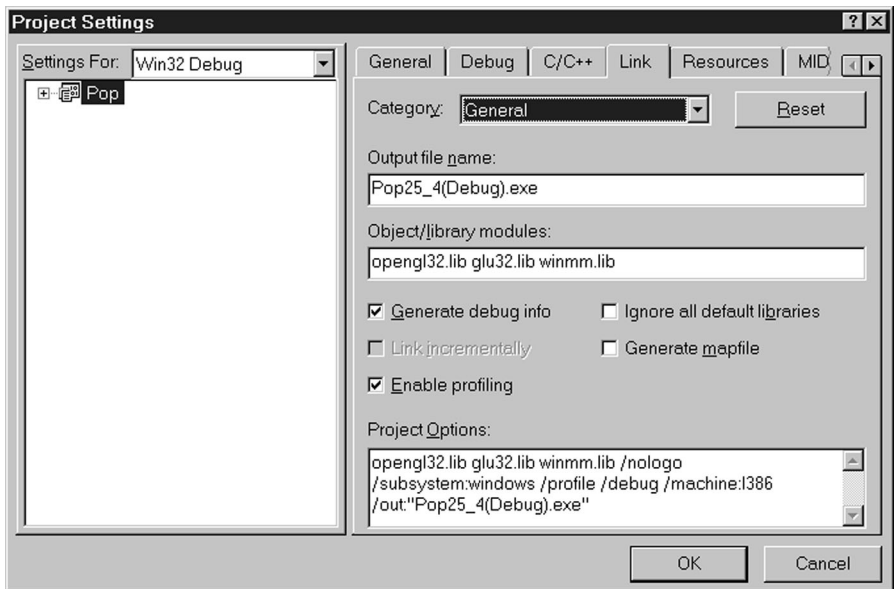 Project Settings
Settings For: Win32 Debug
Pop
General Debug C/C++ Link Resources MID
Category: General Reset
Output file name:
Pop25_4(Debug).exe
Object/library modules:
opengl32.lib glu32.lib winmm.lib
Generate debug info Ignore all default libraries
Link incrementally Generate mapfile
Enable profiling
Project Options:
opengl32.lib glu32.lib winmm.lib /nologo
/subsystem:windows /profile /debug /machine:I386
/out:"Pop25_4(Debug).exe"
OK Cancel